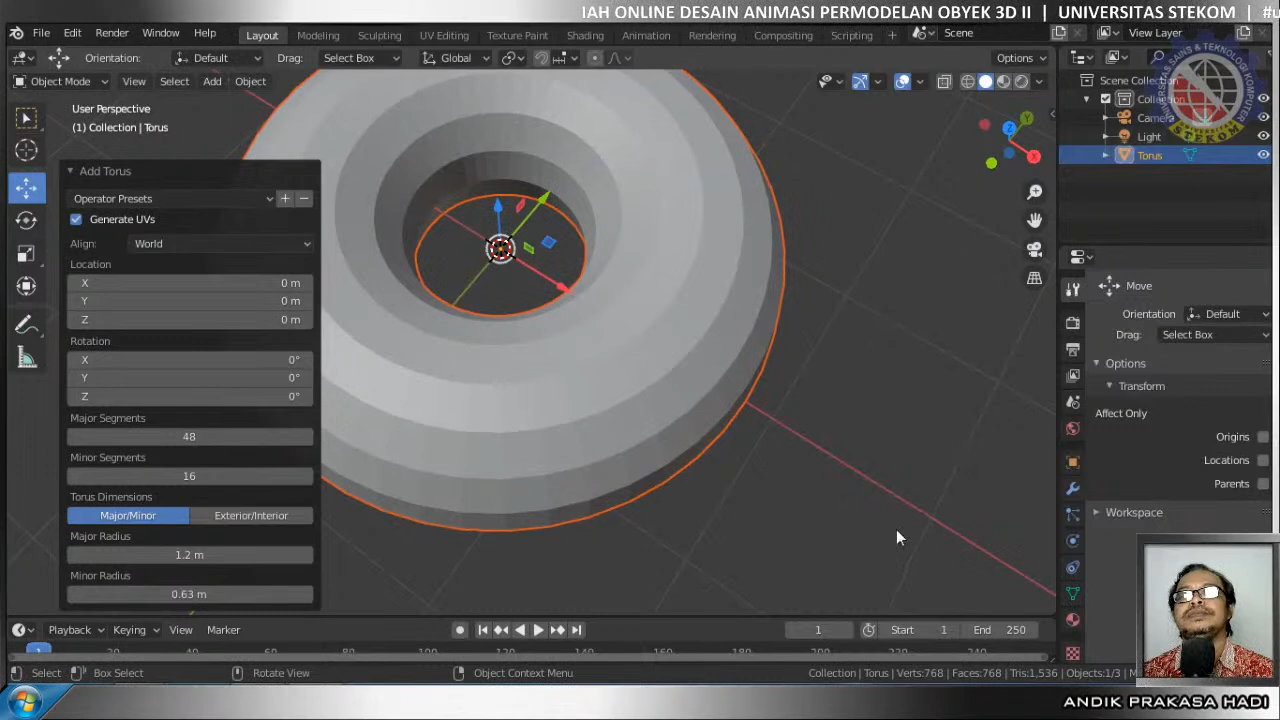 IAH ONLINE DESAIN ANIMASI PERMODELAN OBYEK 3D II | UNIVERSITAS STEKOM | #u
File Edit Render Window Help Layout Modeling Sculpting UV Editing Texture Paint Shading Animation Rendering Compositing Scripting + Scene View Layer
Orientation: Default Drag: Select Box Global Options
Object Mode View Select Add Object
Scene Collection
User Perspective
(1) Collection | Torus
Light
Torus
Add Torus
Operator Presets
Generate UVs
Align: World
Location
X 0 m
Y 0 m
Z 0 m
Rotation
X 0°
Y 0°
Z 0°
Major Segments
48
Minor Segments
16
Torus Dimensions
Major/Minor Exterior/Interior
Major Radius
1.2 m
Minor Radius
0.63 m
Move
Orientation Default
Drag: Select Box
Options
Transform
Affect Only
Origins
Locations
Parents
Workspace
Playback Keying View Marker 1 Start 1 End 250
Select Box Select Rotate View Object Context Menu Collection | Torus | Verts:768 | Faces:768 | Tris:1,536 | Objects:1/3
STEKOM
ANDIK PRAKASA HADI